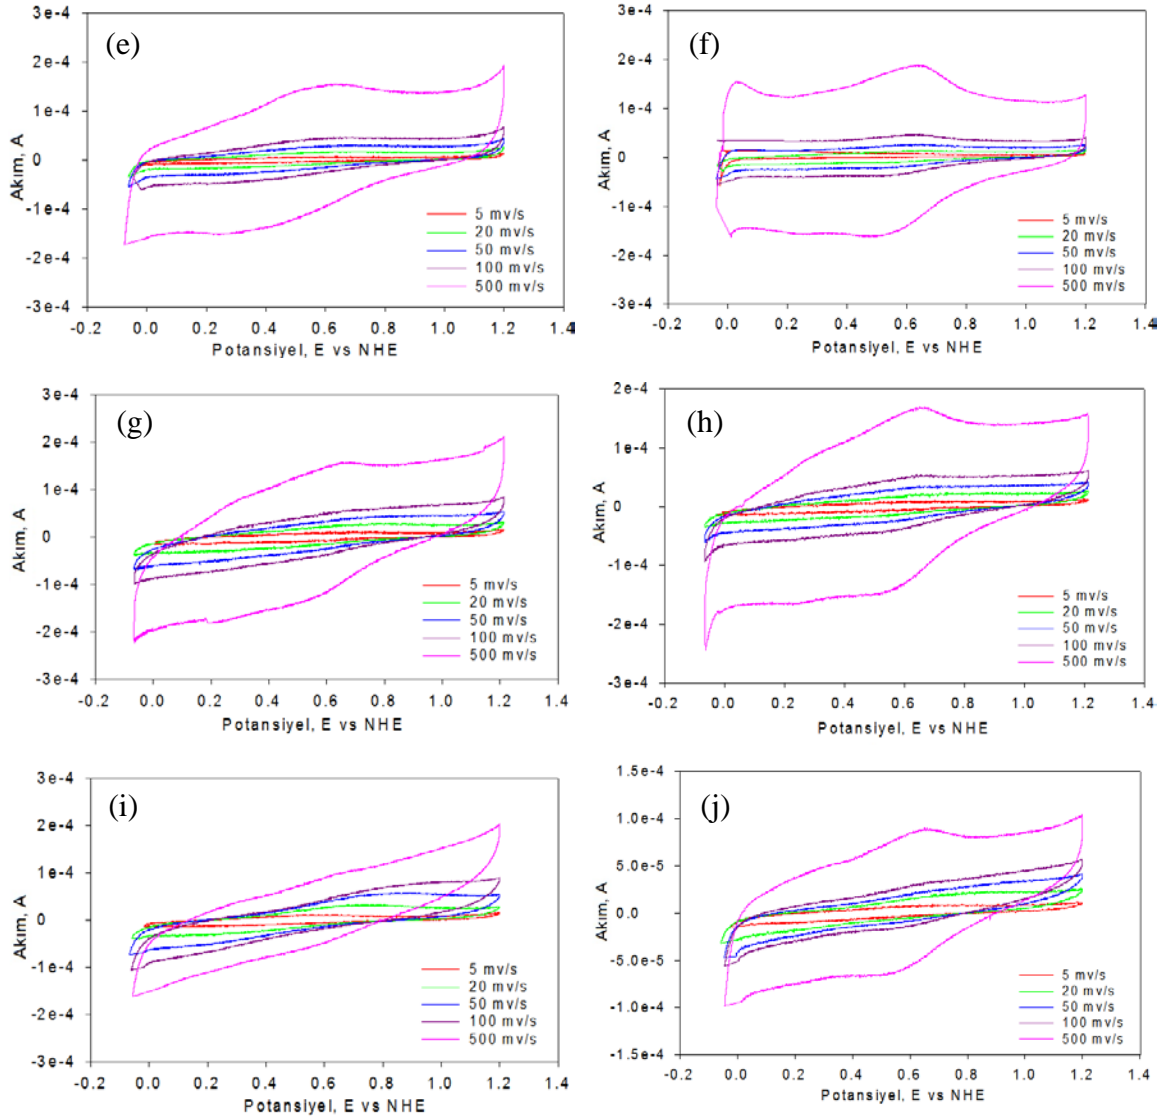 (e)
3e-4
2e-4
1e-4
0
-1e-4
-2e-4
-3e-4
Akım, A
5 mv/s
20 mv/s
50 mv/s
100 mv/s
500 mv/s
-0.2 0.0 0.2 0.4 0.6 0.8 1.0 1.2 1.4
Potansiyel, E vs NHE
(f)
3e-4
2e-4
1e-4
0
-1e-4
-2e-4
-3e-4
Akım, A
5 mv/s
20 mv/s
50 mv/s
100 mv/s
500 mv/s
-0.2 0.0 0.2 0.4 0.6 0.8 1.0 1.2 1.4
Potansiyel, E vs NHE
(g)
3e-4
2e-4
1e-4
0
-1e-4
-2e-4
-3e-4
Akım, A
5 mv/s
20 mv/s
50 mv/s
100 mv/s
500 mv/s
-0.2 0.0 0.2 0.4 0.6 0.8 1.0 1.2 1.4
Potansiyel, E vs NHE
(h)
2e-4
1e-4
0
-1e-4
-2e-4
-3e-4
Akım, A
5 mv/s
20 mv/s
50 mv/s
100 mv/s
500 mv/s
-0.2 0.0 0.2 0.4 0.6 0.8 1.0 1.2 1.4
Potansiyel, E vs NHE
(i)
3e-4
2e-4
1e-4
0
-1e-4
-2e-4
-3e-4
Akım, A
5 mv/s
20 mv/s
50 mv/s
100 mv/s
500 mv/s
-0.2 0.0 0.2 0.4 0.6 0.8 1.0 1.2 1.4
Potansiyel, E vs NHE
(j)
1.5e-4
1.0e-4
5.0e-5
0.0
-5.0e-5
-1.0e-4
-1.5e-4
Akım, A
5 mv/s
20 mv/s
50 mv/s
100 mv/s
500 mv/s
-0.2 0.0 0.2 0.4 0.6 0.8 1.0 1.2 1.4
Potansiyel, E vs NHE